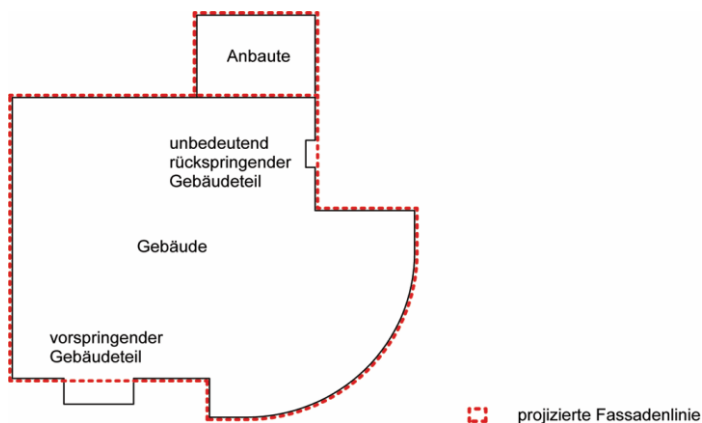 Anbaute
unbedeutend
rückspringender
Gebäudeteil
Gebäude
vorspringender
Gebäudeteil
projizierte Fassadenlinie